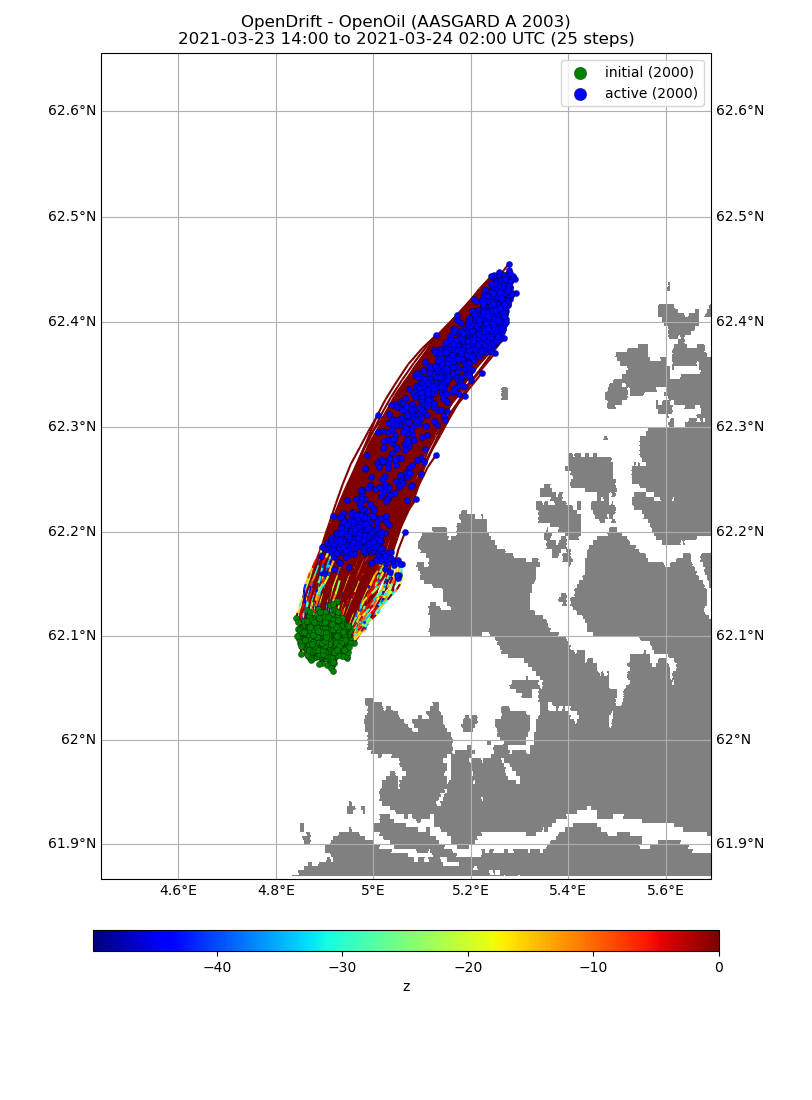 OpenDrift - OpenOil (AASGARD A 2003)
2021-03-23 14:00 to 2021-03-24 02:00 UTC (25 steps)
initial (2000)
active (2000)
62.6°N 62.6°N
62.5°N 62.5°N
62.4°N 62.4°N
62.3°N 62.3°N
62.2°N 62.2°N
62.1°N 62.1°N
62°N 62°N
61.9°N 61.9°N
4.6°E 4.8°E 5°E 5.2°E 5.4°E 5.6°E
−40 −30 −20 −10 0
z